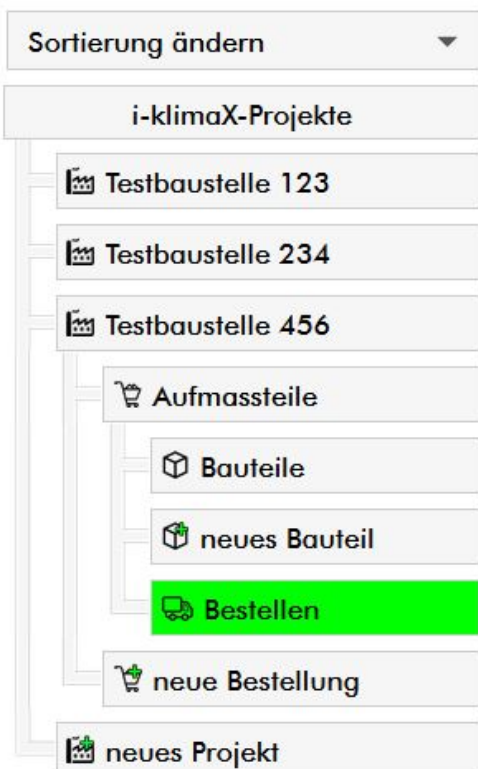 Sortierung ändern
i-klimaX-Projekte
Testbaustelle 123
Testbaustelle 234
Testbaustelle 456
Aufmassteile
Bauteile
neues Bauteil
Bestellen
neue Bestellung
neues Projekt